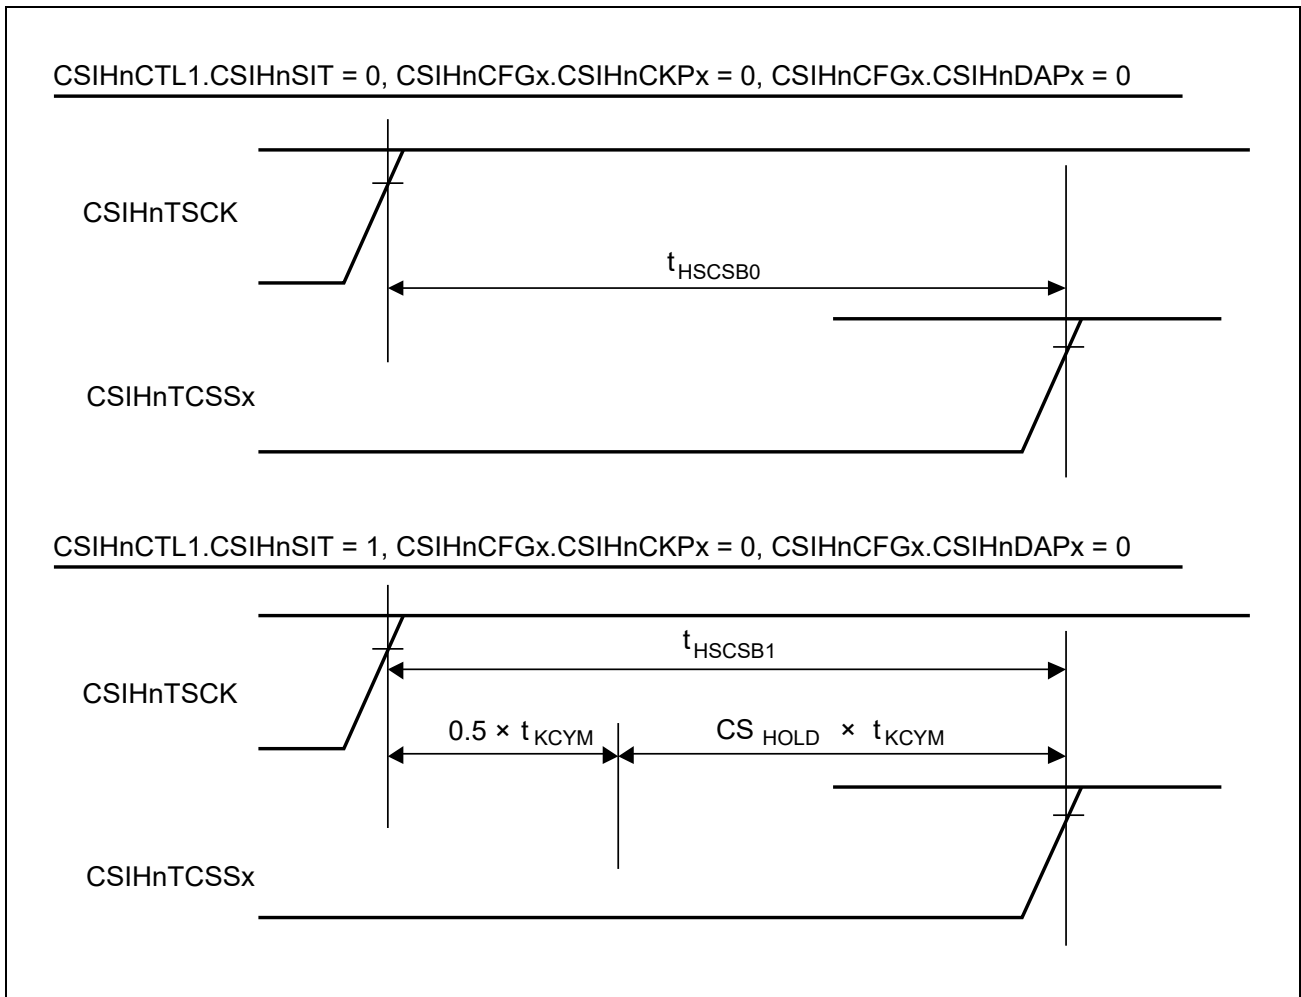 CSIHnCTL1.CSIHnSIT = 0, CSIHnCFGx.CSIHnCKPx = 0, CSIHnCFGx.CSIHnDAPx = 0
CSIHnTSCK
tHSCSB0
CSIHnTCSSx
CSIHnCTL1.CSIHnSIT = 1, CSIHnCFGx.CSIHnCKPx = 0, CSIHnCFGx.CSIHnDAPx = 0
tHSCSB1
CSIHnTSCK
0.5 × tKCYM
CS HOLD × tKCYM
CSIHnTCSSx